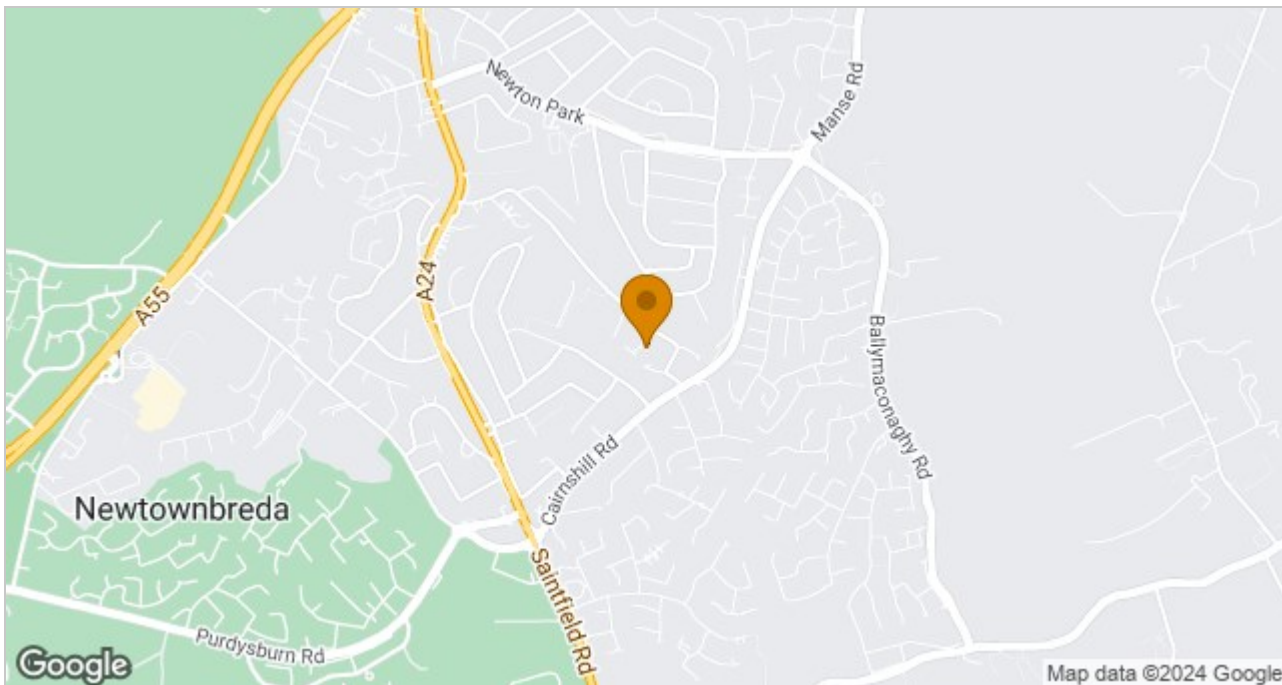 Newton Park
Manse Rd
A24
A55
Ballymaconaghy Rd
Cairnshill Rd
Newtownbreda
Saintfield Rd
Purdysburn Rd
Google
Map data ©2024 Google